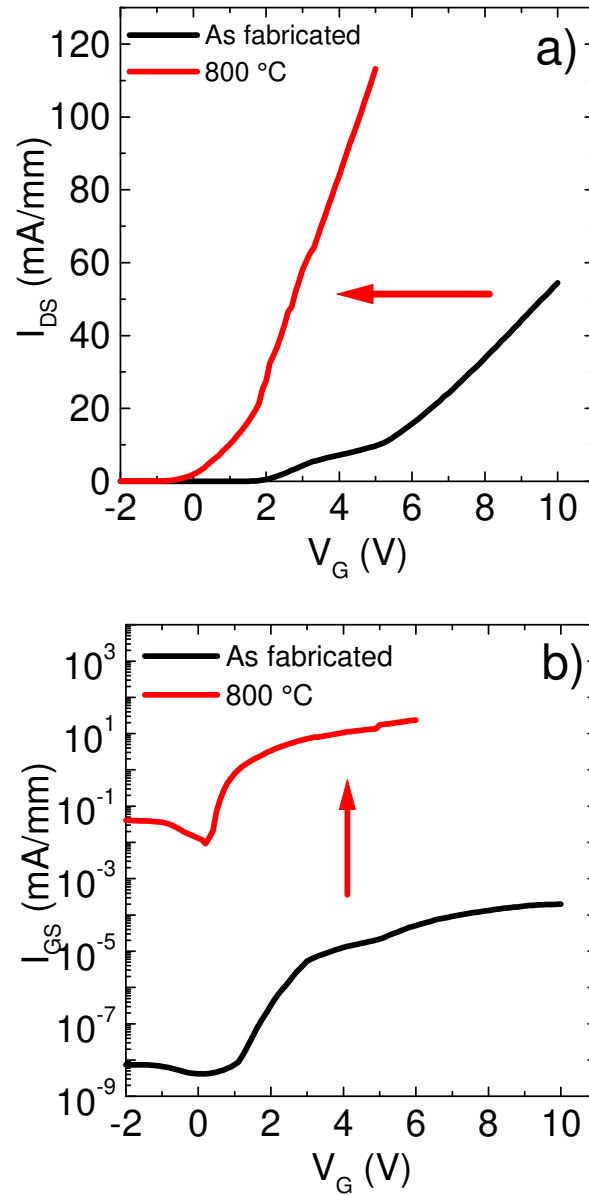 a)
As fabricated
800 °C
I_DS (mA/mm)
120
100
80
60
40
20
0
-2 0 2 4 6 8 10
V_G (V)
b)
As fabricated
800 °C
I_GS (mA/mm)
10^3
10^1
10^-1
10^-3
10^-5
10^-7
10^-9
-2 0 2 4 6 8 10
V_G (V)